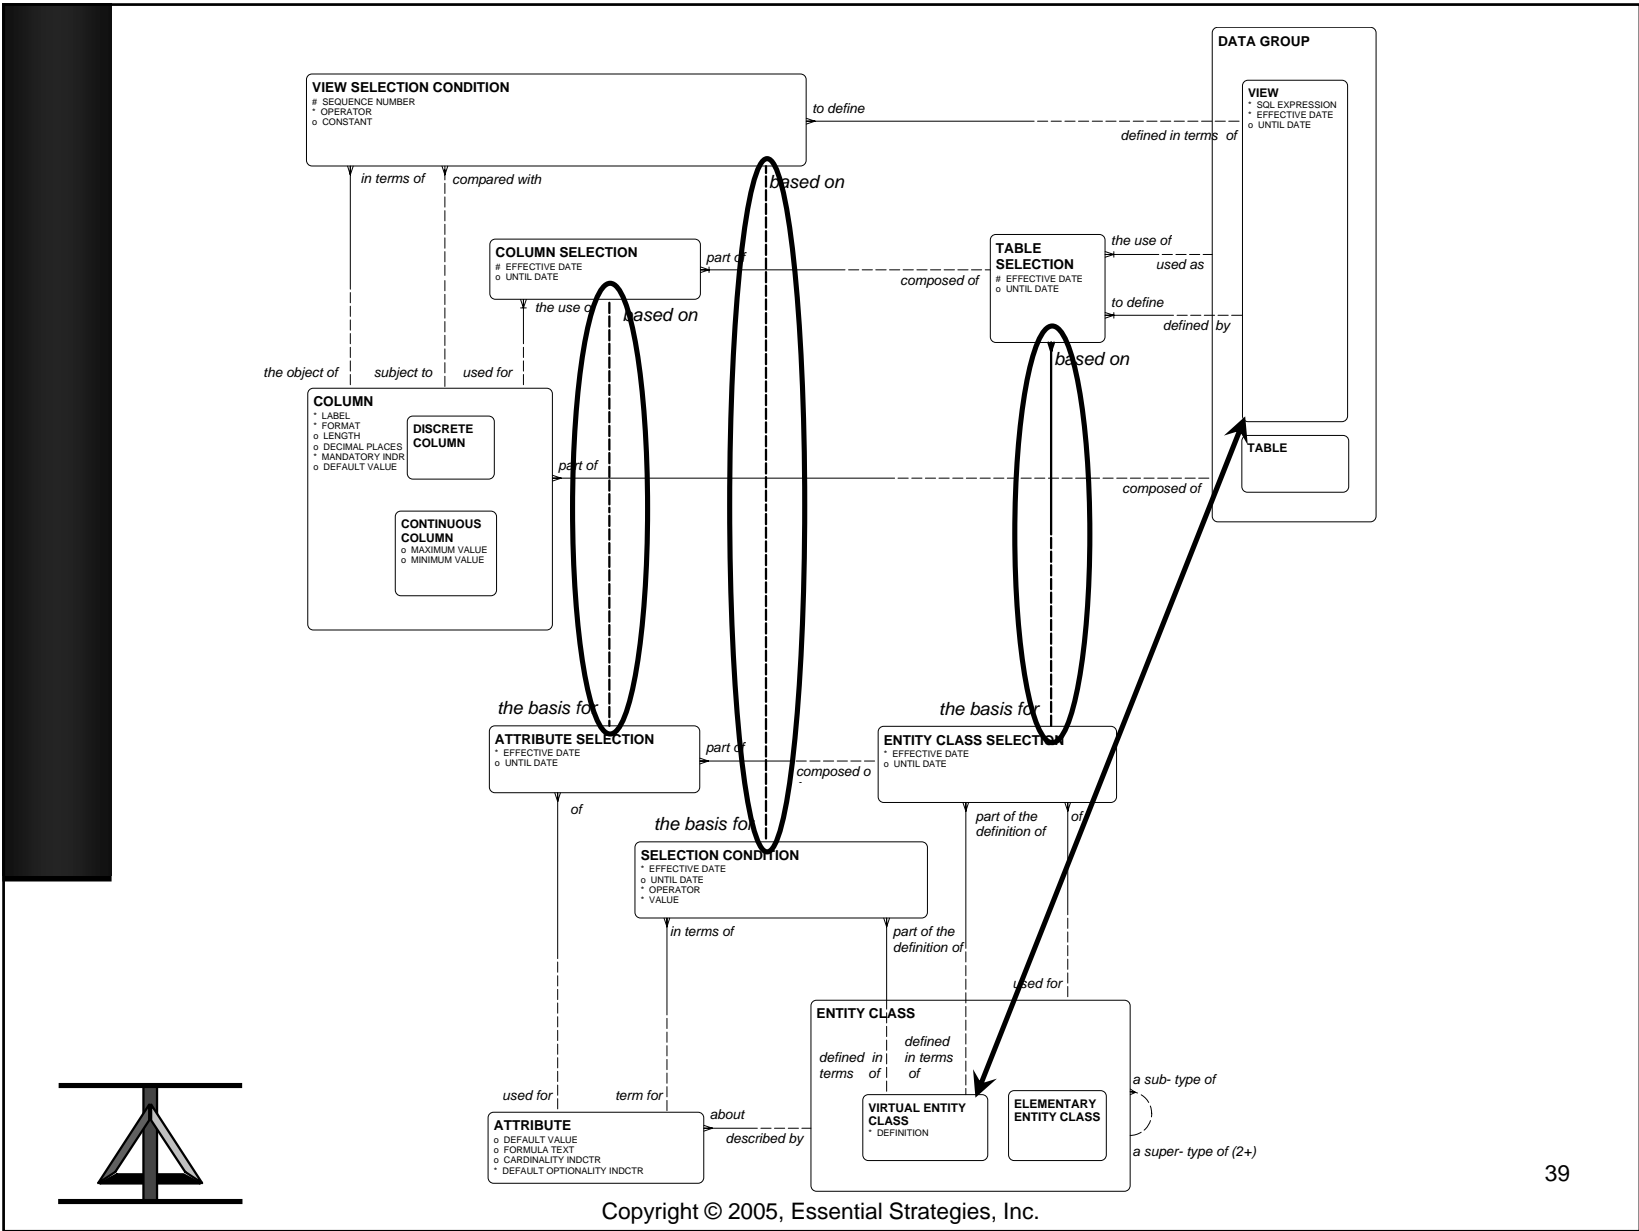 DATA GROUP
VIEW SELECTION CONDITION
# SEQUENCE NUMBER
* OPERATOR
o CONSTANT
VIEW
* SQL EXPRESSION
* EFFECTIVE DATE
o UNTIL DATE
to define
defined in terms of
in terms of
compared with
based on
COLUMN SELECTION
# EFFECTIVE DATE
o UNTIL DATE
part of
composed of
TABLE
SELECTION
# EFFECTIVE DATE
o UNTIL DATE
the use of
used as
to define
defined by
the use of
based on
based on
the object of
subject to
used for
COLUMN
* LABEL
* FORMAT
o LENGTH
o DECIMAL PLACES
* MANDATORY INDR
o DEFAULT VALUE
DISCRETE
COLUMN
TABLE
part of
composed of
CONTINUOUS
COLUMN
o MAXIMUM VALUE
o MINIMUM VALUE
the basis for
the basis for
ATTRIBUTE SELECTION
* EFFECTIVE DATE
o UNTIL DATE
part of
composed o
ENTITY CLASS SELECTION
* EFFECTIVE DATE
o UNTIL DATE
of
part of the
definition of
of
the basis for
SELECTION CONDITION
* EFFECTIVE DATE
o UNTIL DATE
* OPERATOR
* VALUE
in terms of
part of the
definition of
used for
ENTITY CLASS
defined in
terms of
defined
in terms
of
used for
term for
a sub- type of
VIRTUAL ENTITY
CLASS
* DEFINITION
ELEMENTARY
ENTITY CLASS
ATTRIBUTE
o DEFAULT VALUE
o FORMULA TEXT
o CARDINALITY INDCTR
* DEFAULT OPTIONALITY INDCTR
about
described by
a super- type of (2+)
39
Copyright © 2005, Essential Strategies, Inc.